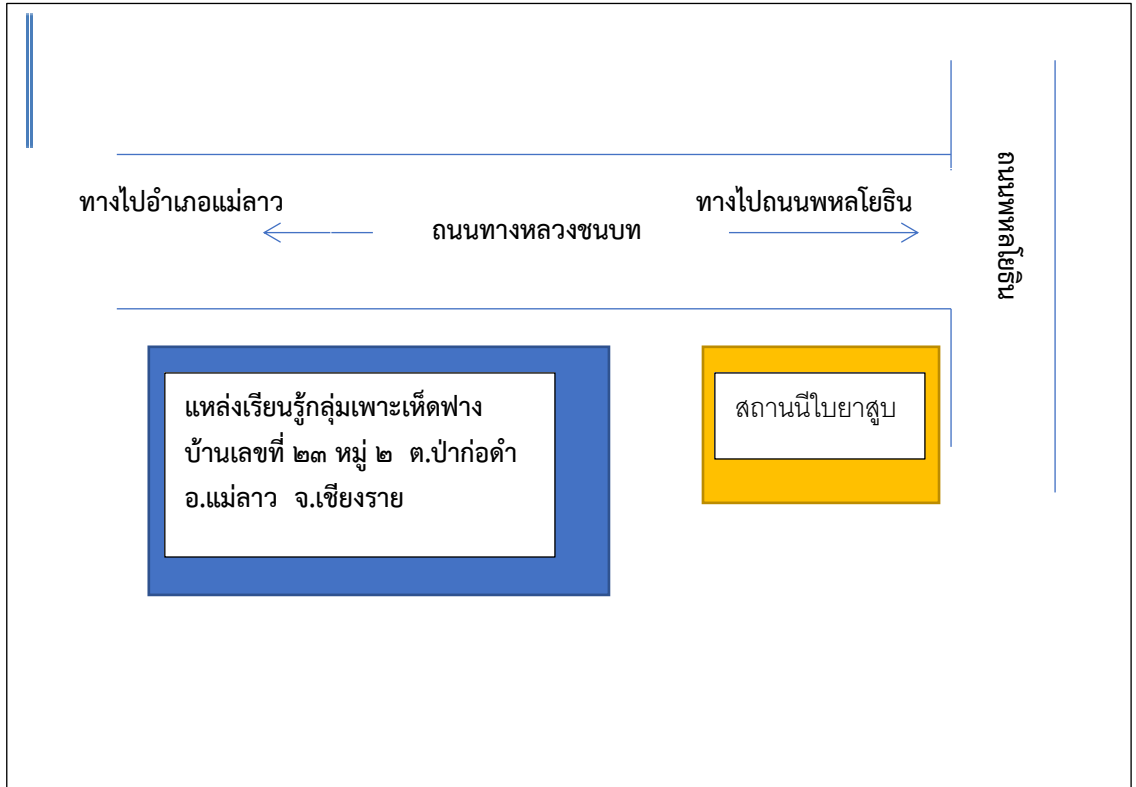 ทางไปอำเภอแม่ลาว
ทางไปถนนพหลโยธิน
ถนนทางหลวงชนบท
ถนนพหลโยธิน
แหล่งเรียนรู้กลุ่มเพาะเห็ดฟาง
บ้านเลขที่ ๒๓ หมู่ ๒ ต.ป่าก่อดำ
อ.แม่ลาว จ.เชียงราย
สถานนีใบยาสูบ